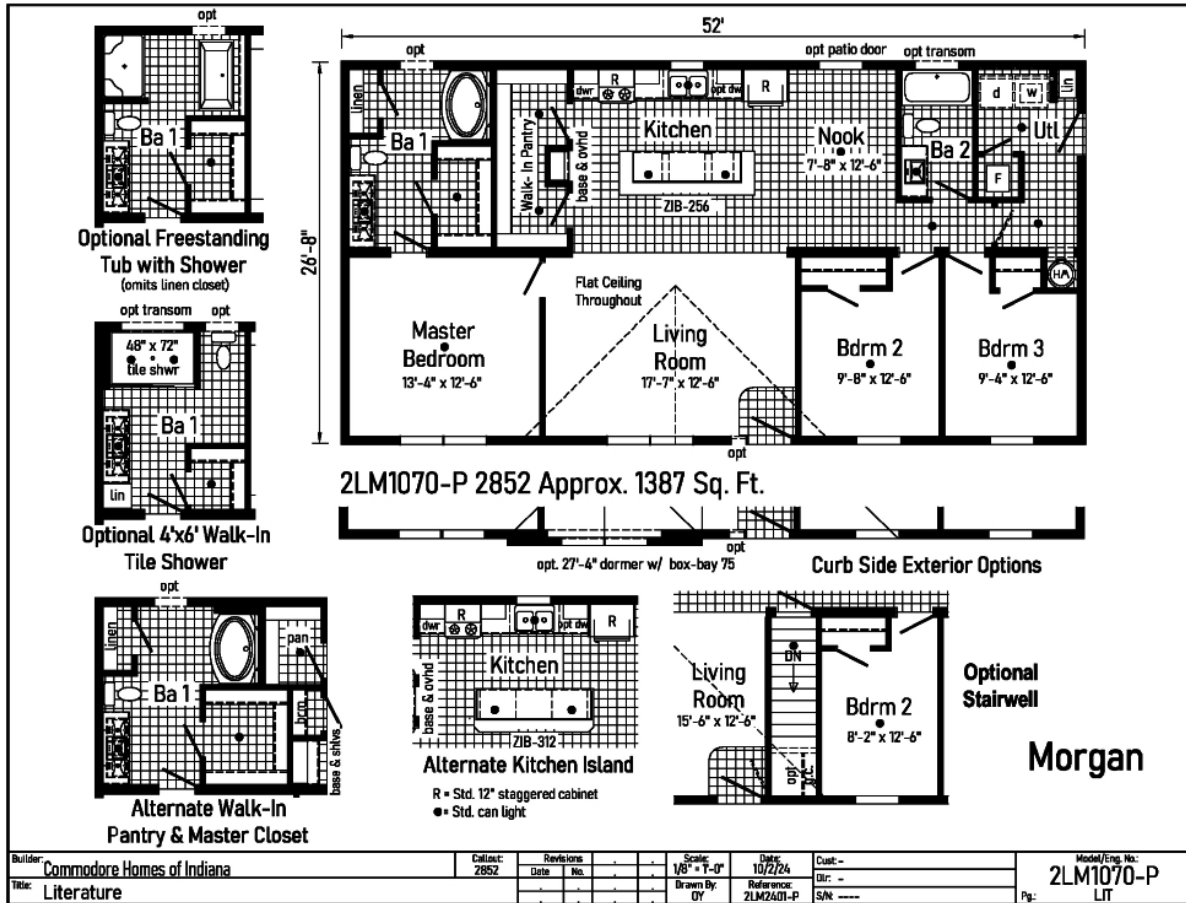 opt
Ba 1
Optional Freestanding
Tub with Shower
(omits linen closet)
opt transom
opt
48" x 72"
tile shwr
Ba 1
lin
Optional 4'x6' Walk-In
Tile Shower
opt
linen
pan
Ba 1
brm
base & shlvs
Alternate Walk-In
Pantry & Master Closet
52'
26'-8"
opt
opt patio door
opt transom
linen
Ba 1
Walk- In Pantry
base & ovhd
dwr
R
opt dw
R
Kitchen
ZIB-256
Nook
7'-8" x 12'-6"
Ba 2
d
w
Lin
Utl
F
Flat Ceiling
Throughout
Master
Bedroom
13'-4" x 12'-6"
Living
Room
17'-7" x 12'-6"
Bdrm 2
9'-8" x 12'-6"
Bdrm 3
9'-4" x 12'-6"
opt
2LM1070-P 2852 Approx. 1387 Sq. Ft.
opt
opt. 27'-4" dormer w/ box-bay 75
Curb Side Exterior Options
dwr
R
opt dw
R
Kitchen
base & ovhd
ZIB-312
Alternate Kitchen Island
R = Std. 12" staggered cabinet
● = Std. can light
DN
Living
Room
15'-6" x 12'-6"
Bdrm 2
8'-2" x 12'-6"
opt
Optional
Stairwell
Morgan
Builder: Commodore Homes of Indiana
Title: Literature
Callout: 2852
Revisions
Date No.
Scale: 1/8" = 1'-0"
Date: 10/2/24
Drawn By: OY
Reference: 2LM2401-P
Cust: -
Dlr: -
S/N: ----
Model/Eng. No.: 2LM1070-P
Pg.: LIT